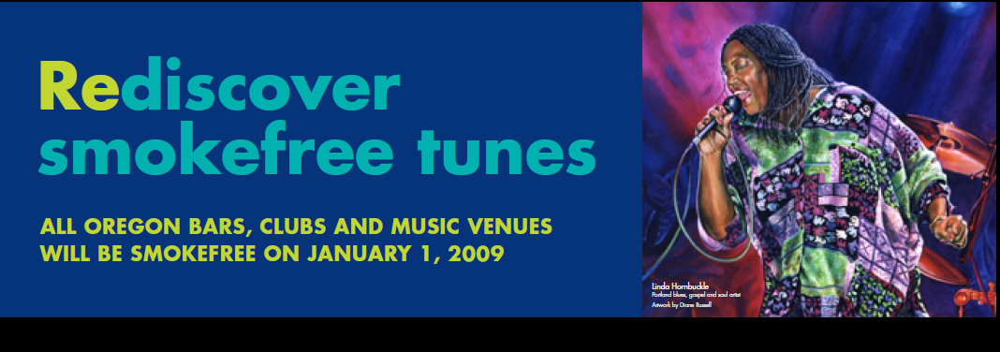 Rediscover
smokefree tunes
ALL OREGON BARS, CLUBS AND MUSIC VENUES
WILL BE SMOKEFREE ON JANUARY 1, 2009
Linda Hornbuckle
Portland blues, gospel and soul artist
Artwork by Diane Russell